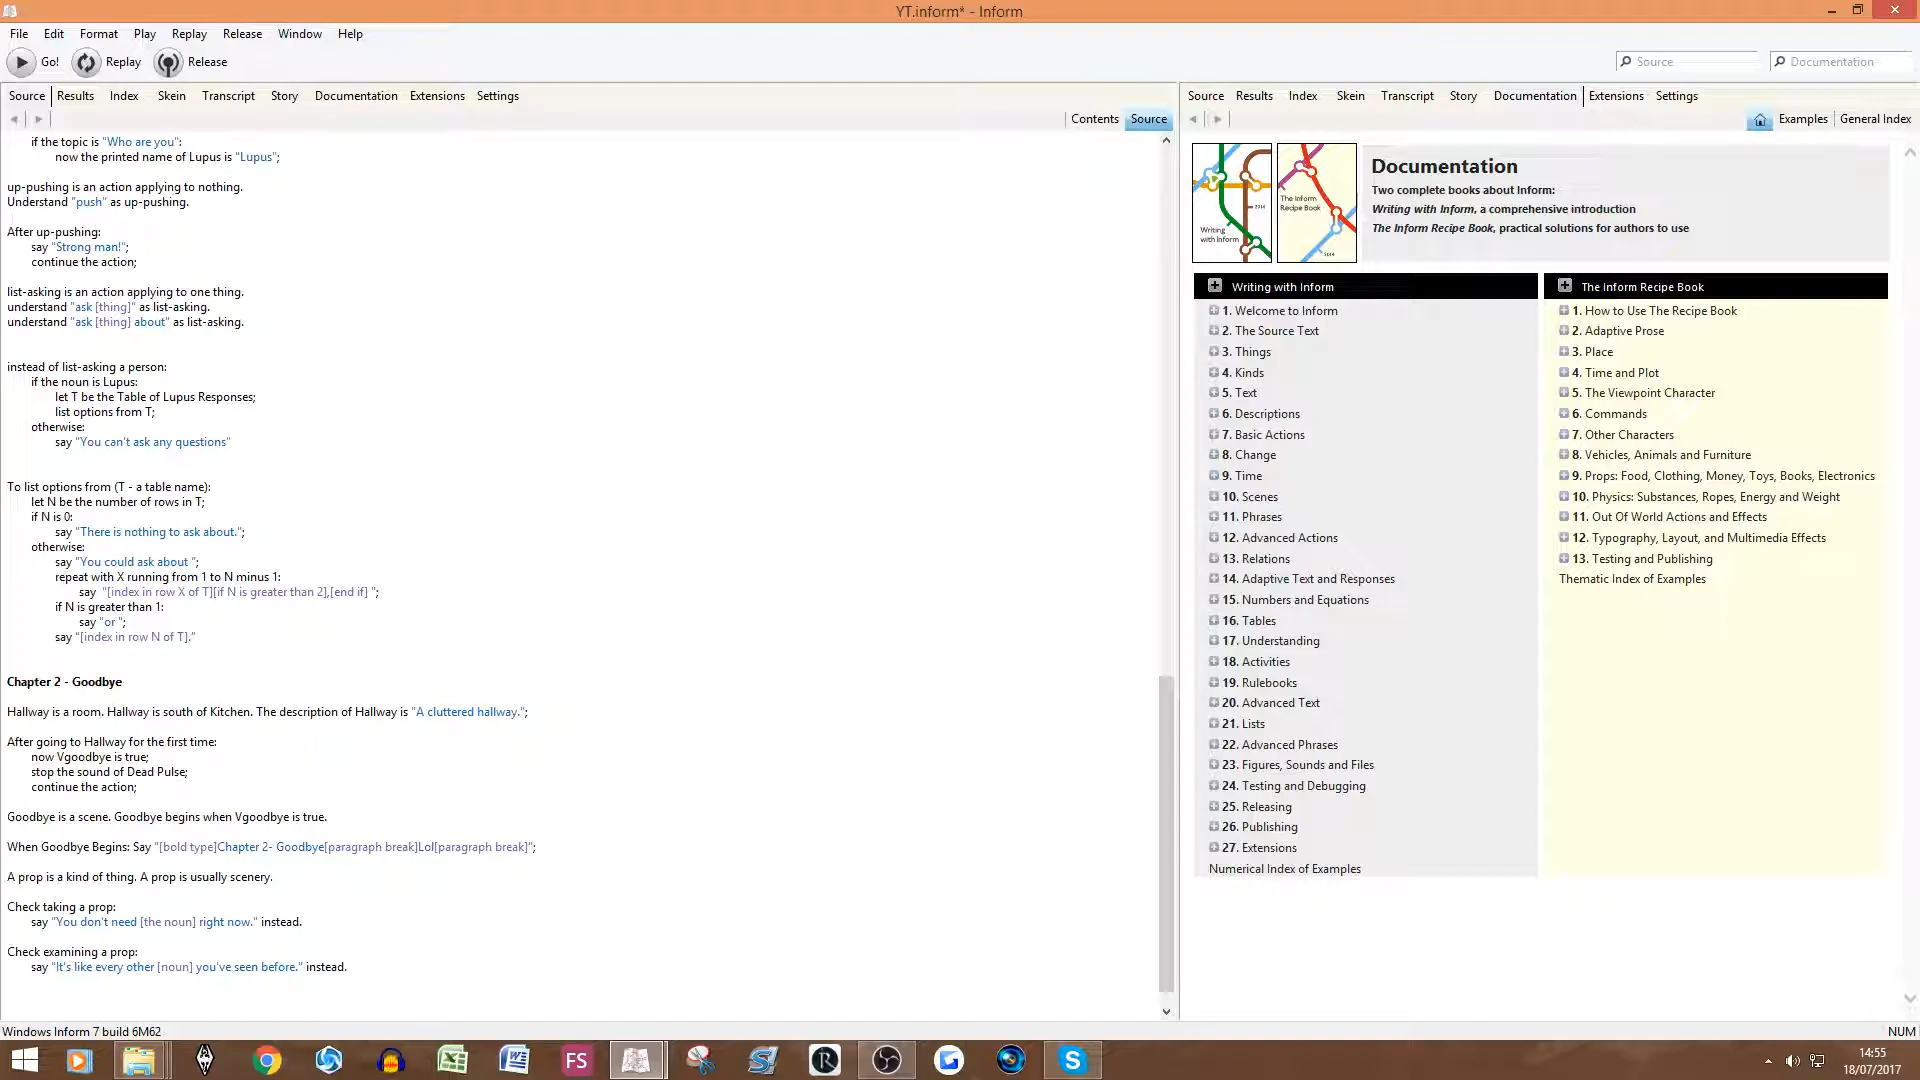 YT.inform* - Inform
File Edit Format Play Replay Release Window Help
Go! Replay Release
Source Documentation
Source Results Index Skein Transcript Story Documentation Extensions Settings
Contents Source
if the topic is "Who are you":
now the printed name of Lupus is "Lupus";
up-pushing is an action applying to nothing.
Understand "push" as up-pushing.
After up-pushing:
say "Strong man!";
continue the action;
list-asking is an action applying to one thing.
understand "ask [thing]" as list-asking.
understand "ask [thing] about" as list-asking.
instead of list-asking a person:
if the noun is Lupus:
let T be the Table of Lupus Responses;
list options from T;
otherwise:
say "You can't ask any questions"
To list options from (T - a table name):
let N be the number of rows in T;
if N is 0:
say "There is nothing to ask about.";
otherwise:
say "You could ask about ";
repeat with X running from 1 to N minus 1:
say "[index in row X of T][if N is greater than 2],[end if] ";
if N is greater than 1:
say "or ";
say "[index in row N of T]."
Chapter 2 - Goodbye
Hallway is a room. Hallway is south of Kitchen. The description of Hallway is "A cluttered hallway.";
After going to Hallway for the first time:
now Vgoodbye is true;
stop the sound of Dead Pulse;
continue the action;
Goodbye is a scene. Goodbye begins when Vgoodbye is true.
When Goodbye Begins: Say "[bold type]Chapter 2- Goodbye[paragraph break]Lol[paragraph break]";
A prop is a kind of thing. A prop is usually scenery.
Check taking a prop:
say "You don't need [the noun] right now." instead.
Check examining a prop:
say "It's like every other [noun] you've seen before." instead.
Source Results Index Skein Transcript Story Documentation Extensions Settings
Examples General Index
Writing
with Inform
2014
The Inform
Recipe Book
2014
Documentation
Two complete books about Inform:
Writing with Inform, a comprehensive introduction
The Inform Recipe Book, practical solutions for authors to use
Writing with Inform
1. Welcome to Inform
2. The Source Text
3. Things
4. Kinds
5. Text
6. Descriptions
7. Basic Actions
8. Change
9. Time
10. Scenes
11. Phrases
12. Advanced Actions
13. Relations
14. Adaptive Text and Responses
15. Numbers and Equations
16. Tables
17. Understanding
18. Activities
19. Rulebooks
20. Advanced Text
21. Lists
22. Advanced Phrases
23. Figures, Sounds and Files
24. Testing and Debugging
25. Releasing
26. Publishing
27. Extensions
Numerical Index of Examples
The Inform Recipe Book
1. How to Use The Recipe Book
2. Adaptive Prose
3. Place
4. Time and Plot
5. The Viewpoint Character
6. Commands
7. Other Characters
8. Vehicles, Animals and Furniture
9. Props: Food, Clothing, Money, Toys, Books, Electronics
10. Physics: Substances, Ropes, Energy and Weight
11. Out Of World Actions and Effects
12. Typography, Layout, and Multimedia Effects
13. Testing and Publishing
Thematic Index of Examples
Windows Inform 7 build 6M62
NUM
FS
14:55
18/07/2017